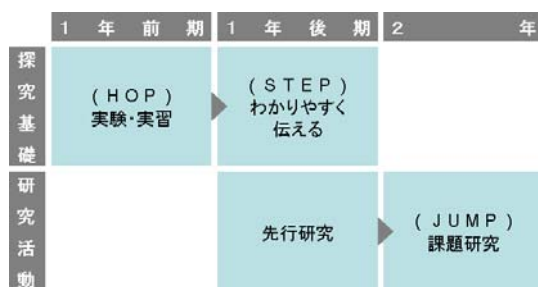 1年前期
1年後期
2年
探究基礎
(HOP)
実験・実習
(STEP)
わかりやすく
伝える
研究活動
先行研究
(JUMP)
課題研究